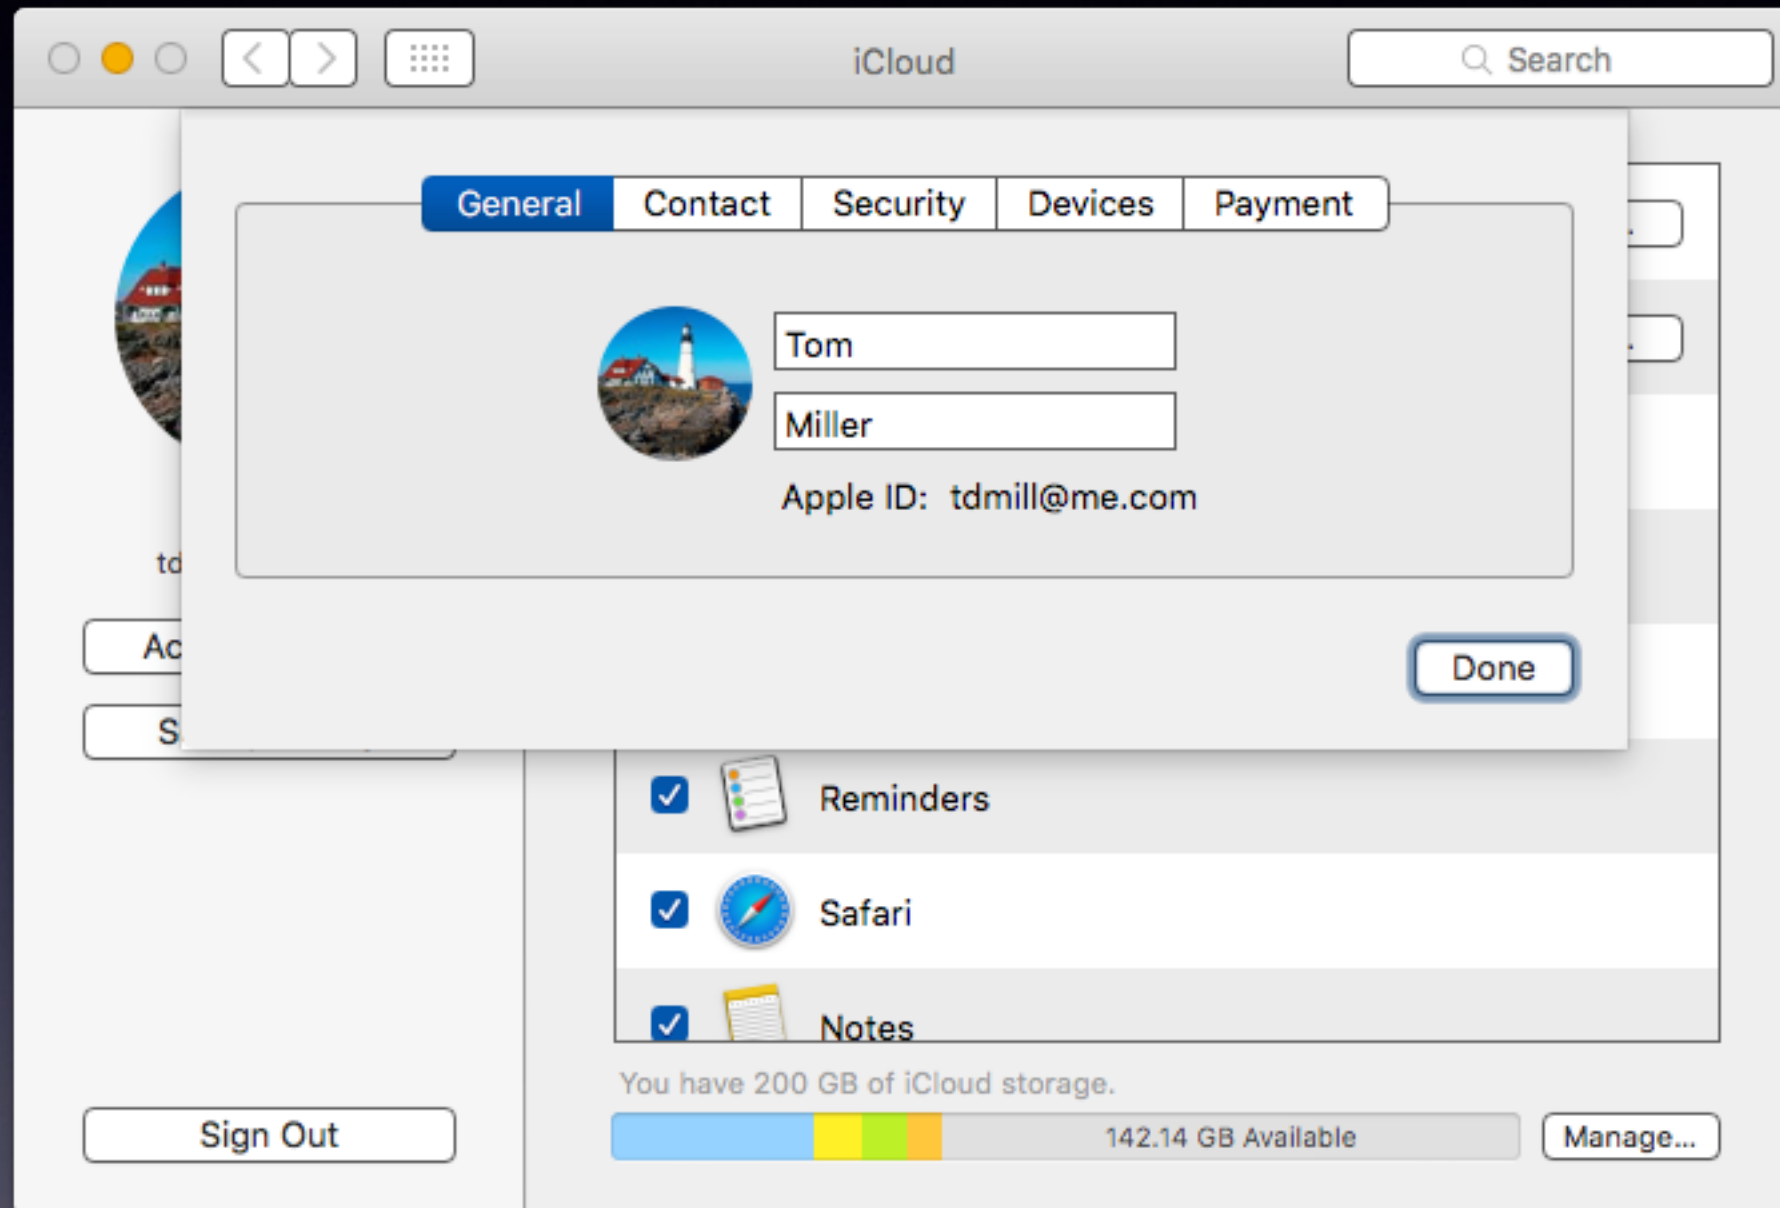 iCloud
Search
General Contact Security Devices Payment
Tom
Miller
Apple ID: tdmill@me.com
Done
Reminders
Safari
Notes
You have 200 GB of iCloud storage.
142.14 GB Available
Manage...
Sign Out